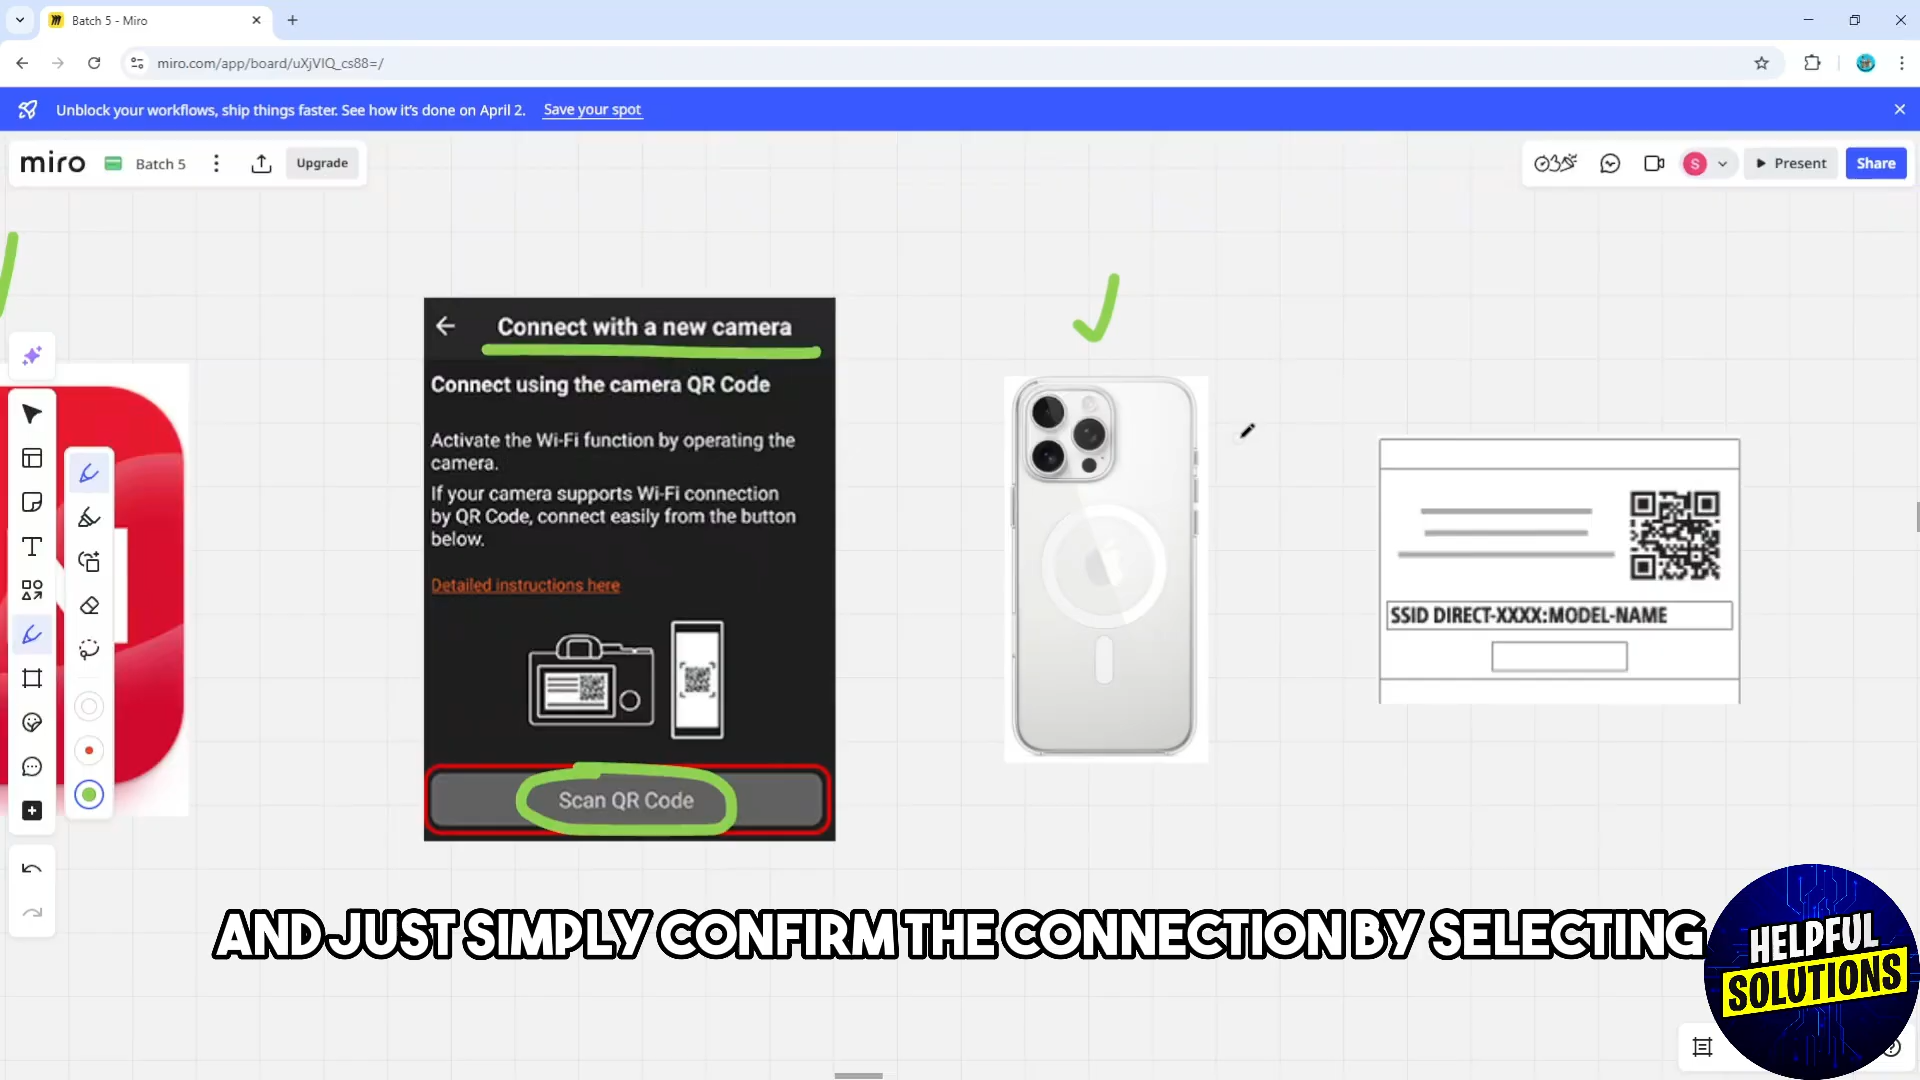 Batch 5 - Miro
miro.com/app/board/uXjVIQ_cs88=/
Unblock your workflows, ship things faster. See how it's done on April 2. Save your spot
miro Batch 5 Upgrade
S Present Share
Connect with a new camera
Connect using the camera QR Code
Activate the Wi-Fi function by operating the
camera.
If your camera supports Wi-Fi connection
by QR Code, connect easily from the button
below.
Detailed instructions here
Scan QR Code
SSID DIRECT-XXXX:MODEL-NAME
AND JUST SIMPLY CONFIRM THE CONNECTION BY SELECTING
HELPFUL
SOLUTIONS